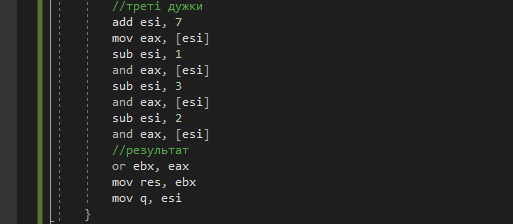 //треті дужки
add esi, 7
mov eax, [esi]
sub esi, 1
and eax, [esi]
sub esi, 3
and eax, [esi]
sub esi, 2
and eax, [esi]
//результат
or ebx, eax
mov res, ebx
mov q, esi
}